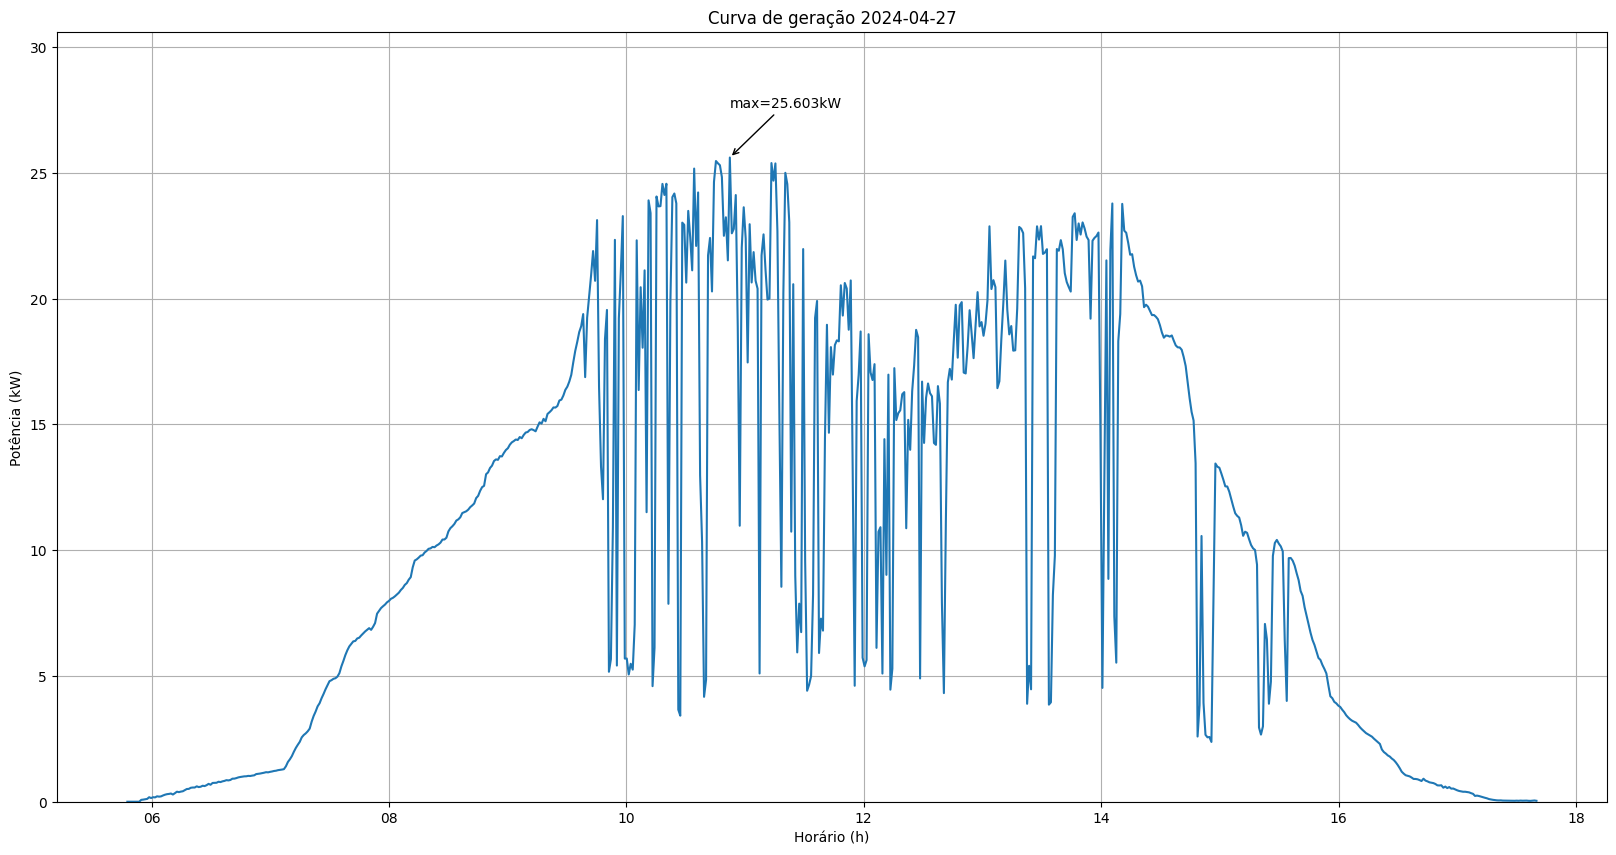 Curva de geração 2024-04-27
30
max=25.603kW
25
20
15
Potência (kW)
10
5
0
06 08 10 12 14 16 18
Horário (h)